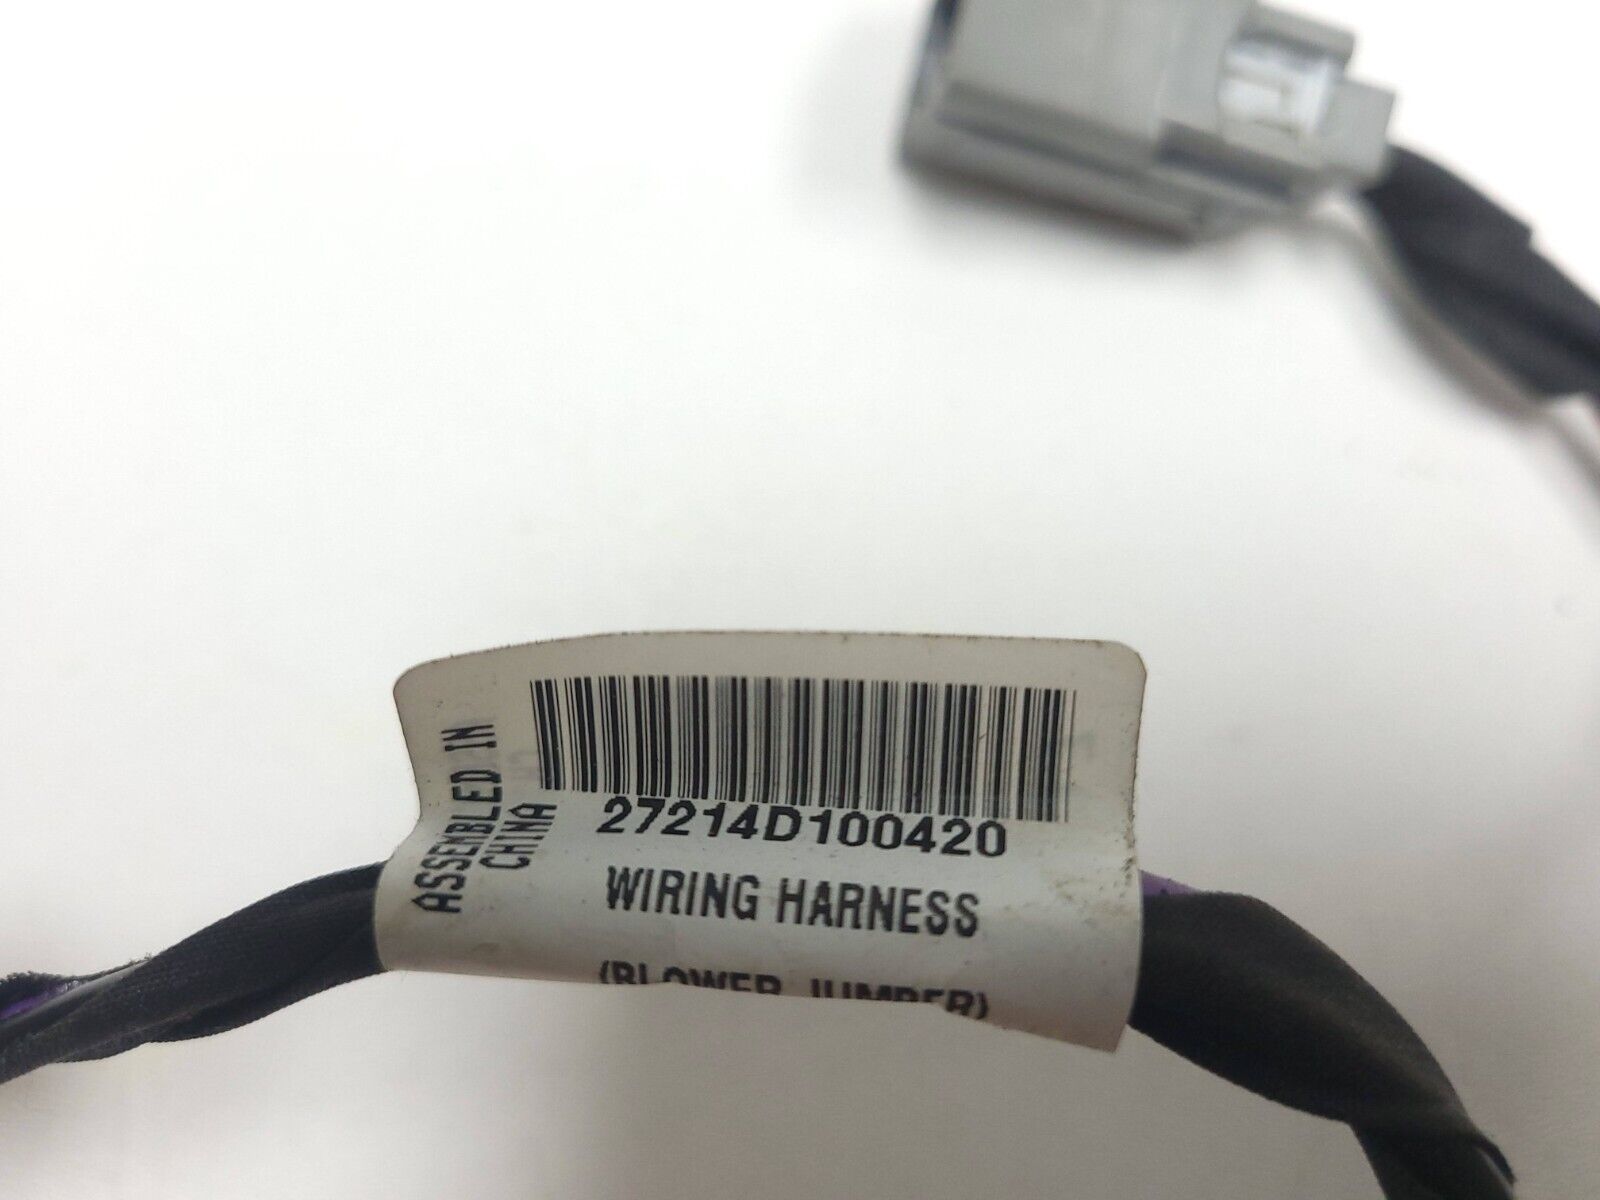 ASSEMBLED IN
CHINA
27214D100420
WIRING HARNESS
(BLOWER JUMPER)